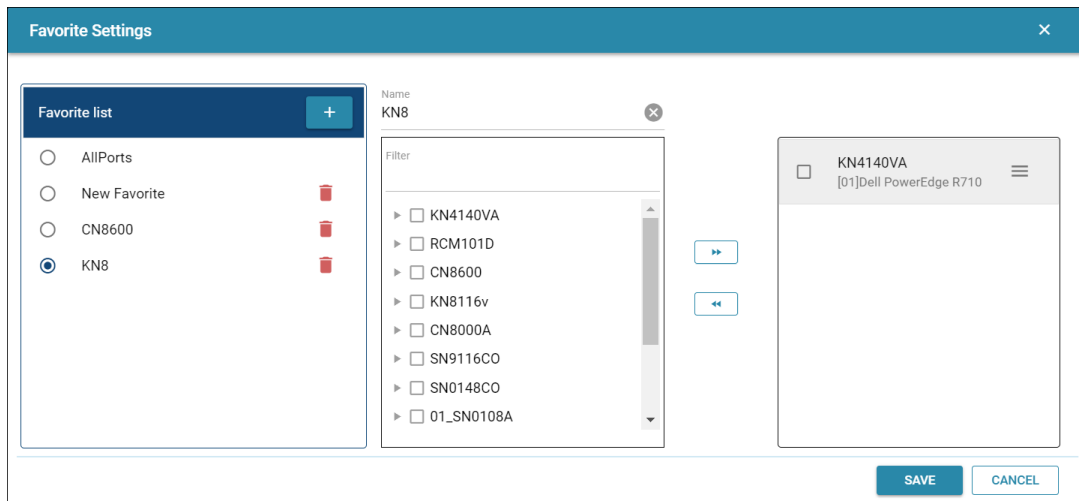 Favorite Settings
Favorite list
AllPorts
New Favorite
CN8600
KN8
Name
KN8
Filter
KN4140VA
RCM101D
CN8600
KN8116v
CN8000A
SN9116CO
SN0148CO
01_SN0108A
KN4140VA
[01]Dell PowerEdge R710
SAVE
CANCEL